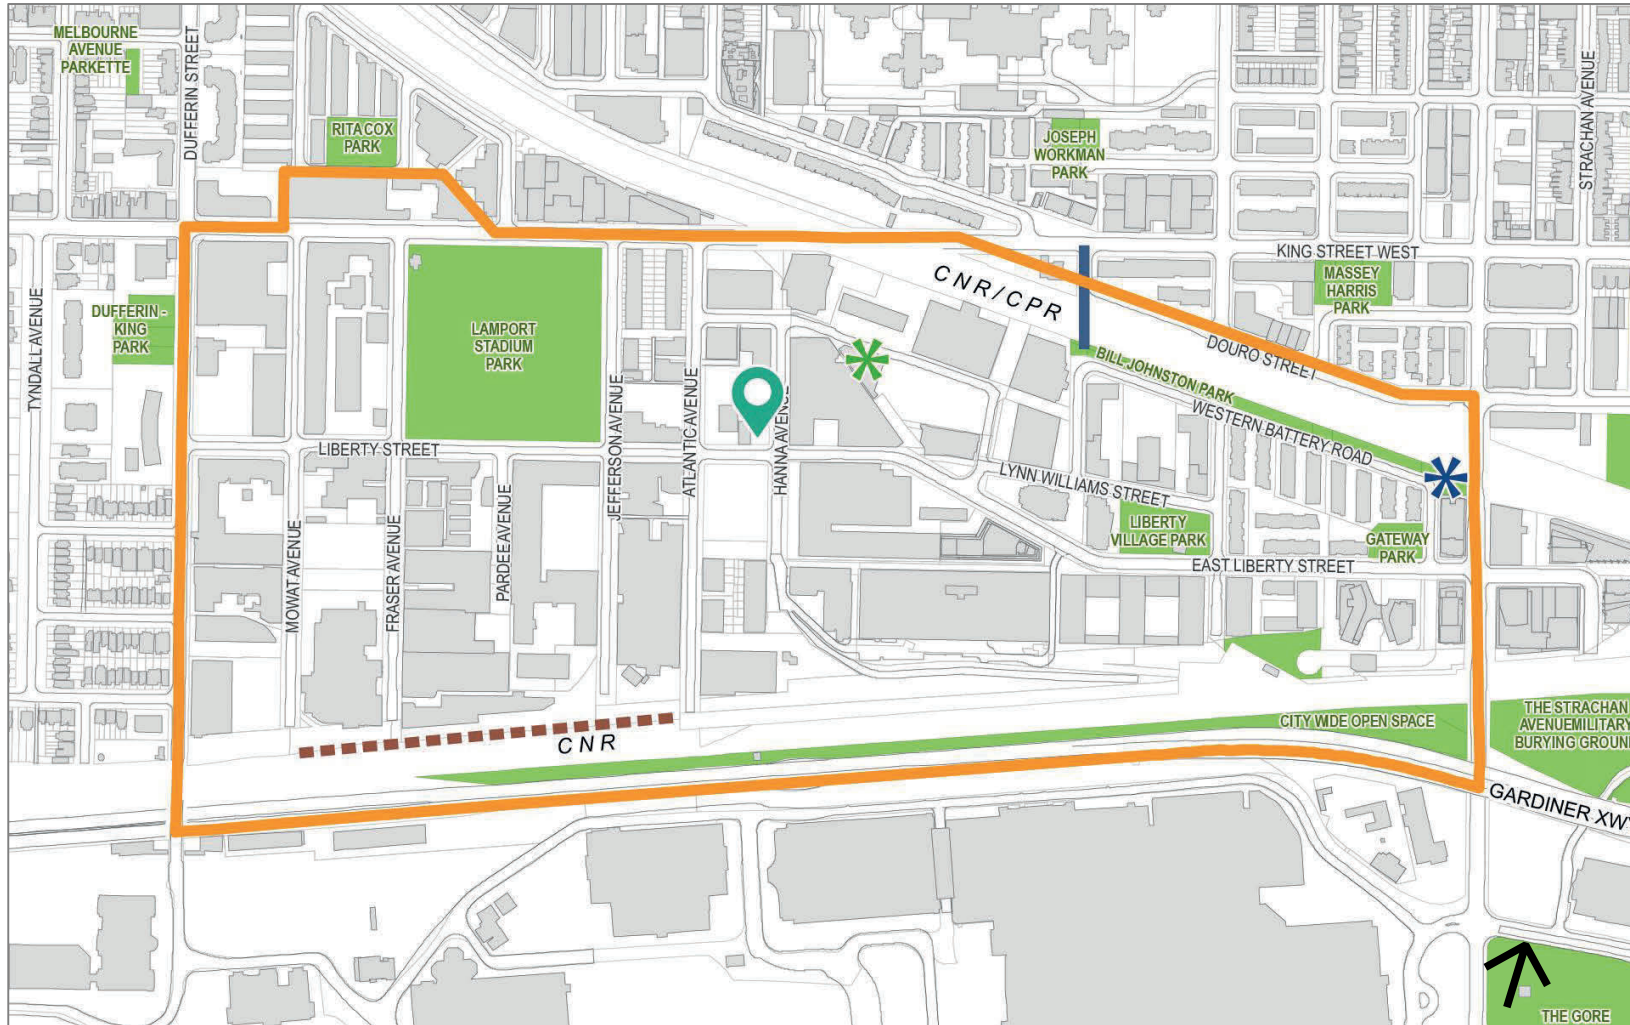 MELBOURNE
AVENUE
PARKETTE
DUFFERIN STREET
RITA COX
PARK
JOSEPH
WORKMAN
PARK
STRACHAN AVENUE
KING STREET WEST
MASSEY
HARRIS
PARK
CNR/CPR
TYNDALL AVENUE
DUFFERIN -
KING
PARK
LAMPORT
STADIUM
PARK
DOURO STREET
BILL JOHNSTON PARK
WESTERN BATTERY ROAD
JEFFERSON AVENUE
ATLANTIC AVENUE
HANNA AVENUE
LIBERTY STREET
LYNN WILLIAMS STREET
LIBERTY
VILLAGE PARK
GATEWAY
PARK
EAST LIBERTY STREET
MOWAT AVENUE
FRASER AVENUE
PARDEE AVENUE
CNR
CITY WIDE OPEN SPACE
THE STRACHAN
AVENUEMILITARY
BURYING GROUN
GARDINER XWY
THE GORE